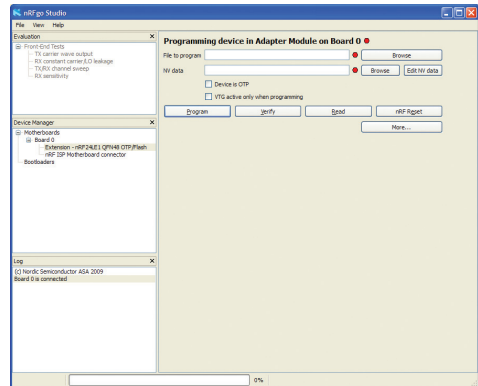 nRFgo Studio
File View Help
Evaluation
Front-End Tests
TX carrier wave output
RX constant carrier/LO leakage
TX/RX channel sweep
RX sensitivity
Device Manager
Motherboards
Board 0
Extension - nRF24LE1 QFN48 OTP/Flash
nRF ISP Motherboard connector
Bootloaders
Log
(c) Nordic Semiconductor ASA 2009
Board 0 is connected
Programming device in Adapter Module on Board 0
File to program
Browse
NV data
Browse Edit NV data
Device is OTP
VTG active only when programming
Program Verify Read nRF Reset
More...
0%